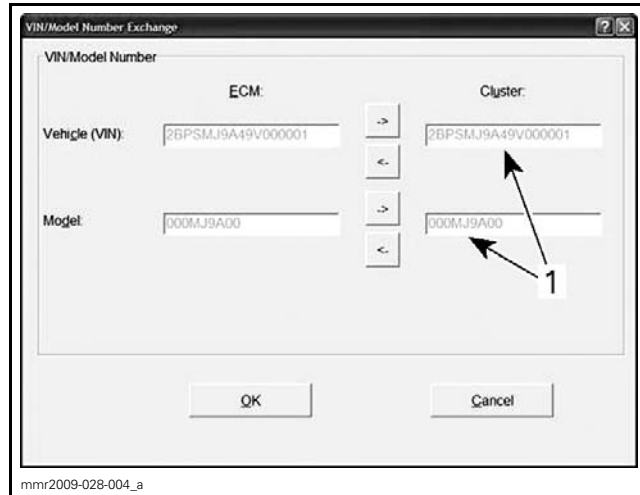 VIN/Model Number Exchange
VIN/Model Number
ECM: Cluster:
Vehicle (VIN): 2BPSMJ9A49V000001 -> 2BPSMJ9A49V000001
<-
Model: 000MJ9A00 -> 000MJ9A00
<-
1
OK Cancel
mmr2009-028-004_a